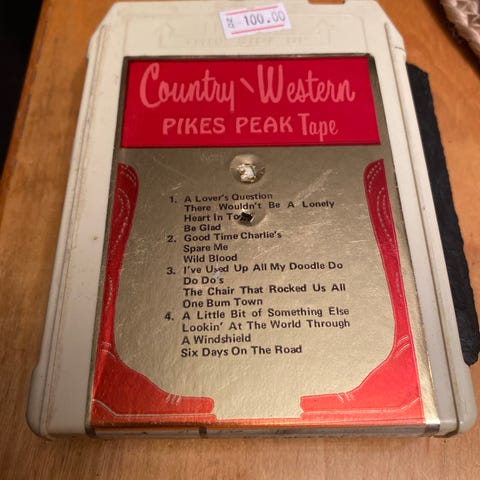 100.00
Country Western
PIKES PEAK Tape
1. A Lover's Question
There Wouldn't Be A Lonely
Heart In
Be Glad
2. Good Time Charlie's
Spare Me
Wild Blood
3. I've Used Up All My Doodle Do
Do Do's
The Chair That Rocked Us All
One Bum Town
4. A Little Bit of Something Else
Lookin' At The World Through
A Windshield
Six Days On The Road